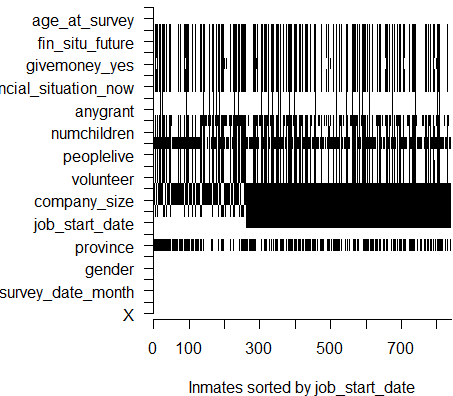 age_at_survey
fin_situ_future
givemoney_yes
ncial_situation_now
anygrant
numchildren
peoplelive
volunteer
company_size
job_start_date
province
gender
survey_date_month
X
0 100 300 500 700
Inmates sorted by job_start_date